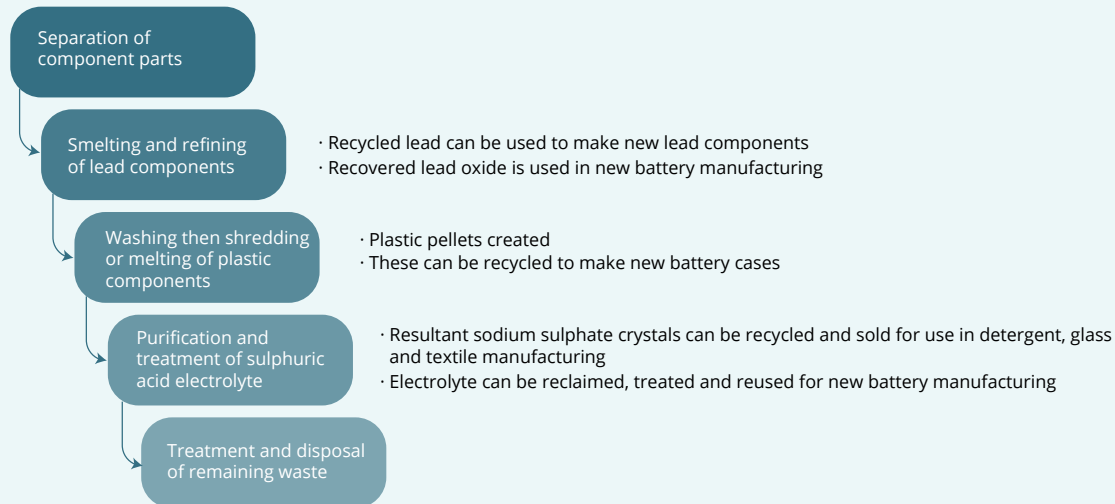 Separation of
component parts
Smelting and refining
of lead components
· Recycled lead can be used to make new lead components
· Recovered lead oxide is used in new battery manufacturing
Washing then shredding
or melting of plastic
components
· Plastic pellets created
· These can be recycled to make new battery cases
Purification and
treatment of sulphuric
acid electrolyte
· Resultant sodium sulphate crystals can be recycled and sold for use in detergent, glass
and textile manufacturing
· Electrolyte can be reclaimed, treated and reused for new battery manufacturing
Treatment and disposal
of remaining waste